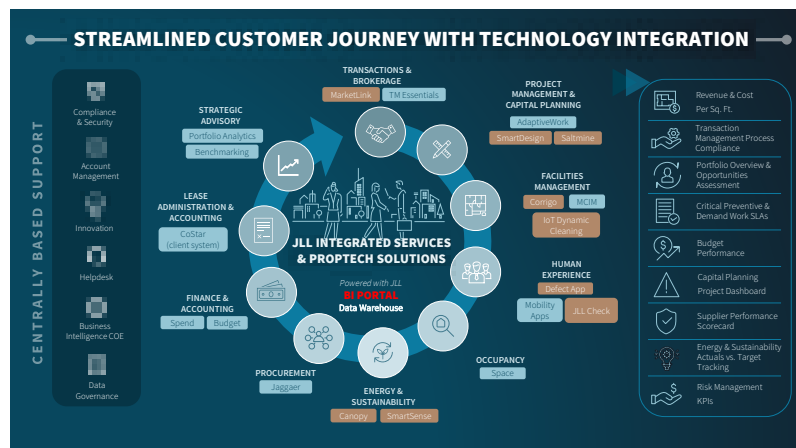 STREAMLINED CUSTOMER JOURNEY WITH TECHNOLOGY INTEGRATION
CENTRALLY BASED SUPPORT
Compliance
& Security
Account
Management
Innovation
Helpdesk
Business
Intelligence COE
Data
Governance
TRANSACTIONS &
BROKERAGE
MarketLink
TM Essentials
PROJECT
MANAGEMENT &
CAPITAL PLANNING
AdaptiveWork
SmartDesign
Saltmine
FACILITIES
MANAGEMENT
Corrigo
MCIM
IoT Dynamic
Cleaning
HUMAN
EXPERIENCE
Defect App
Mobility
Apps
JLL Check
OCCUPANCY
Space
ENERGY &
SUSTAINABILITY
Canopy
SmartSense
PROCUREMENT
Jaggaer
FINANCE &
ACCOUNTING
Spend
Budget
LEASE
ADMINISTRATION &
ACCOUNTING
CoStar
(client system)
STRATEGIC
ADVISORY
Portfolio Analytics
Benchmarking
JLL INTEGRATED SERVICES
& PROPTECH SOLUTIONS
Powered with JLL
BI PORTAL
Data Warehouse
Revenue & Cost
Per Sq. Ft.
Transaction
Management Process
Compliance
Portfolio Overview &
Opportunities
Assessment
Critical Preventive &
Demand Work SLAs
Budget
Performance
Capital Planning
Project Dashboard
Supplier Performance
Scorecard
Energy & Sustainability
Actuals vs. Target
Tracking
Risk Management
KPIs